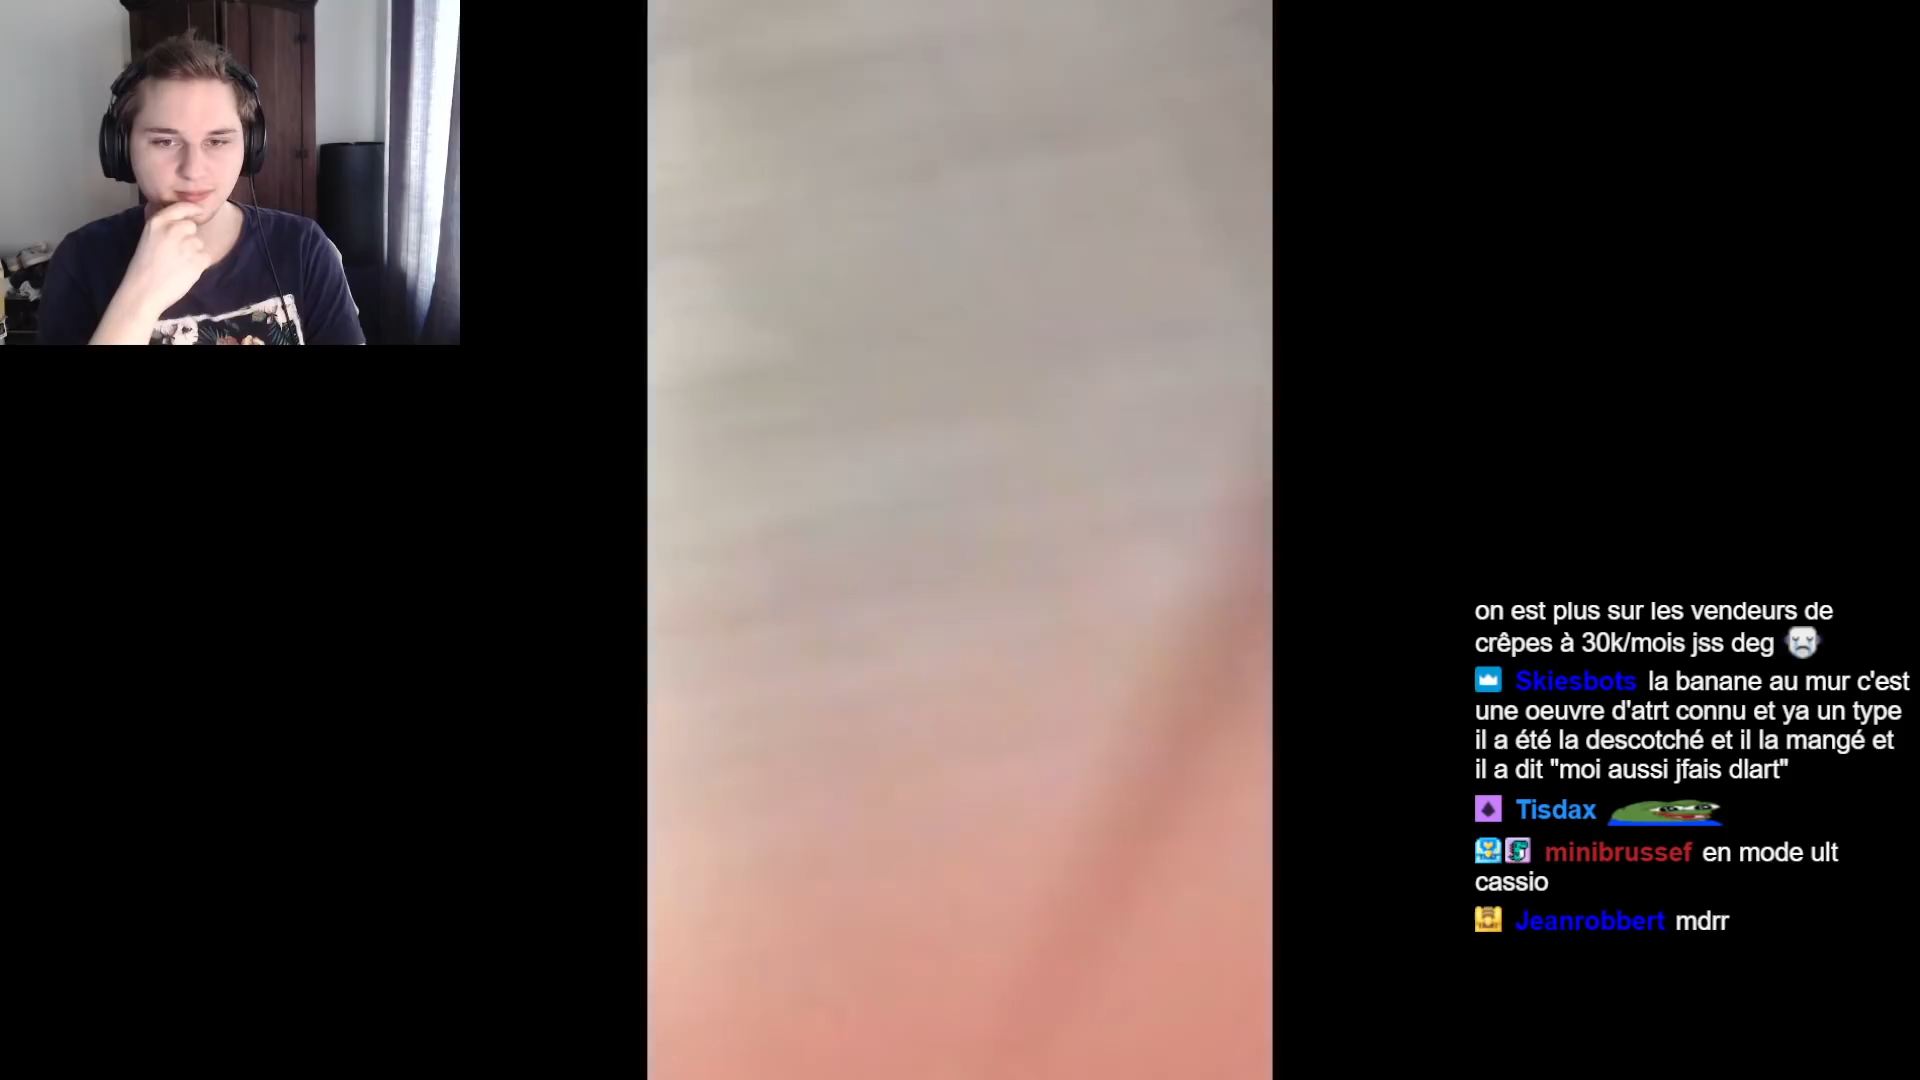 on est plus sur les vendeurs de
crêpes à 30k/mois jss deg
Skiesbots la banane au mur c'est
une oeuvre d'atrt connu et ya un type
il a été la descotché et il la mangé et
il a dit "moi aussi jfais dlart"
Tisdax
minibrussef en mode ult
cassio
Jeanrobbert mdrr